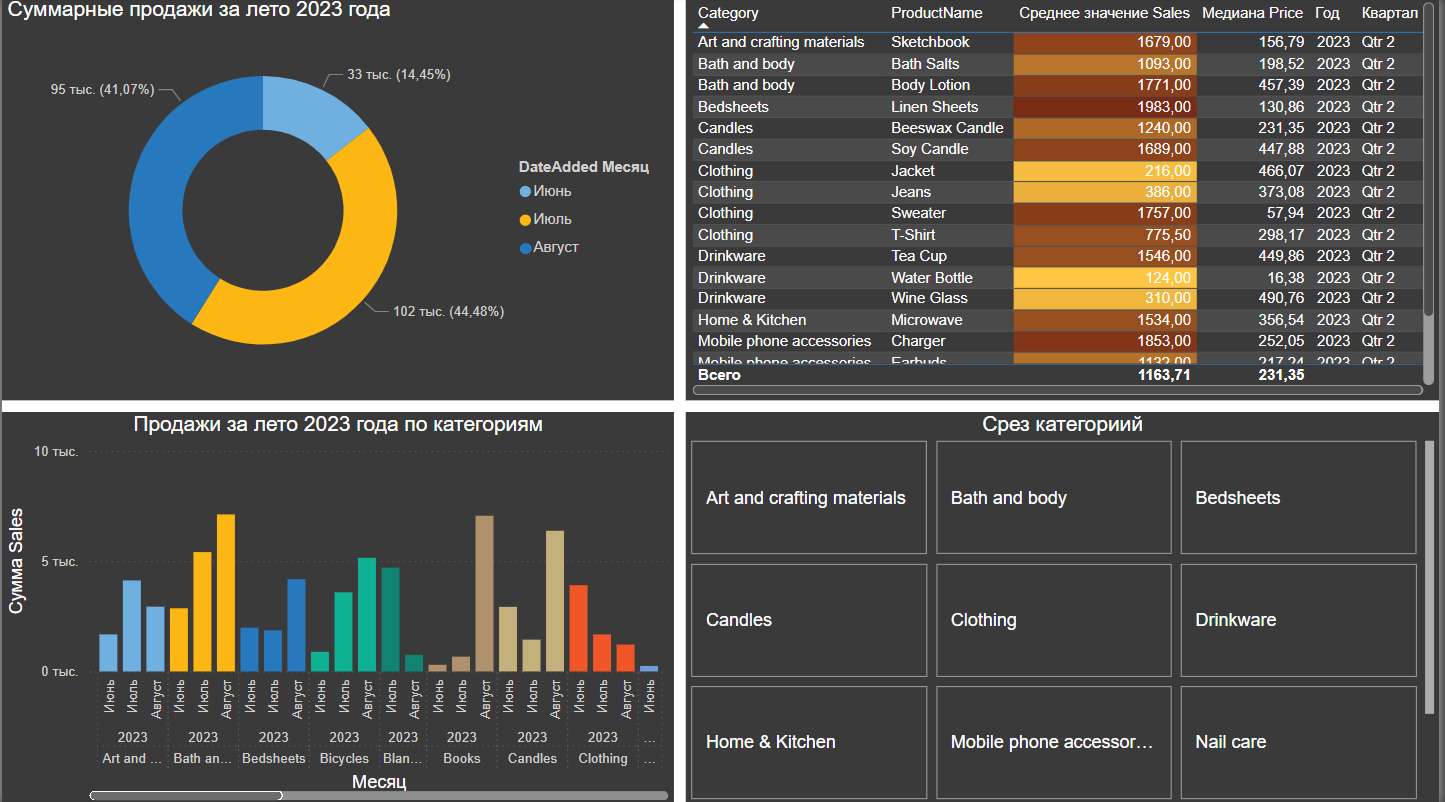 Суммарные продажи за лето 2023 года
33 тыс. (14,45%)
95 тыс. (41,07%)
102 тыс. (44,48%)
DateAdded Месяц
Июнь
Июль
Август
Category ProductName Среднее значение Sales Медиана Price Год Квартал
Art and crafting materials Sketchbook 1679,00 156,79 2023 Qtr 2
Bath and body Bath Salts 1093,00 198,52 2023 Qtr 2
Bath and body Body Lotion 1771,00 457,39 2023 Qtr 2
Bedsheets Linen Sheets 1983,00 130,86 2023 Qtr 2
Candles Beeswax Candle 1240,00 231,35 2023 Qtr 2
Candles Soy Candle 1689,00 447,88 2023 Qtr 2
Clothing Jacket 216,00 466,07 2023 Qtr 2
Clothing Jeans 386,00 373,08 2023 Qtr 2
Clothing Sweater 1757,00 57,94 2023 Qtr 2
Clothing T-Shirt 775,50 298,17 2023 Qtr 2
Drinkware Tea Cup 1546,00 449,86 2023 Qtr 2
Drinkware Water Bottle 124,00 16,38 2023 Qtr 2
Drinkware Wine Glass 310,00 490,76 2023 Qtr 2
Home & Kitchen Microwave 1534,00 356,54 2023 Qtr 2
Mobile phone accessories Charger 1853,00 252,05 2023 Qtr 2
Mobile phone accessories Earbuds 1132,00 217,24 2023 Qtr 2
Всего 1163,71 231,35
Продажи за лето 2023 года по категориям
Сумма Sales
10 тыс.
5 тыс.
0 тыс.
Июнь Июль Август Июнь Июль Август Июнь Июль Август Июнь Июль Август Июль Август Июнь Июль Август Июнь Июль Август Июнь Июль Август Июнь
2023 2023 2023 2023 2023 2023 2023 2023 ...
Art and ... Bath an... Bedsheets Bicycles Blan... Books Candles Clothing ...
Месяц
Срез категориий
Art and crafting materials Bath and body Bedsheets
Candles Clothing Drinkware
Home & Kitchen Mobile phone accessor... Nail care